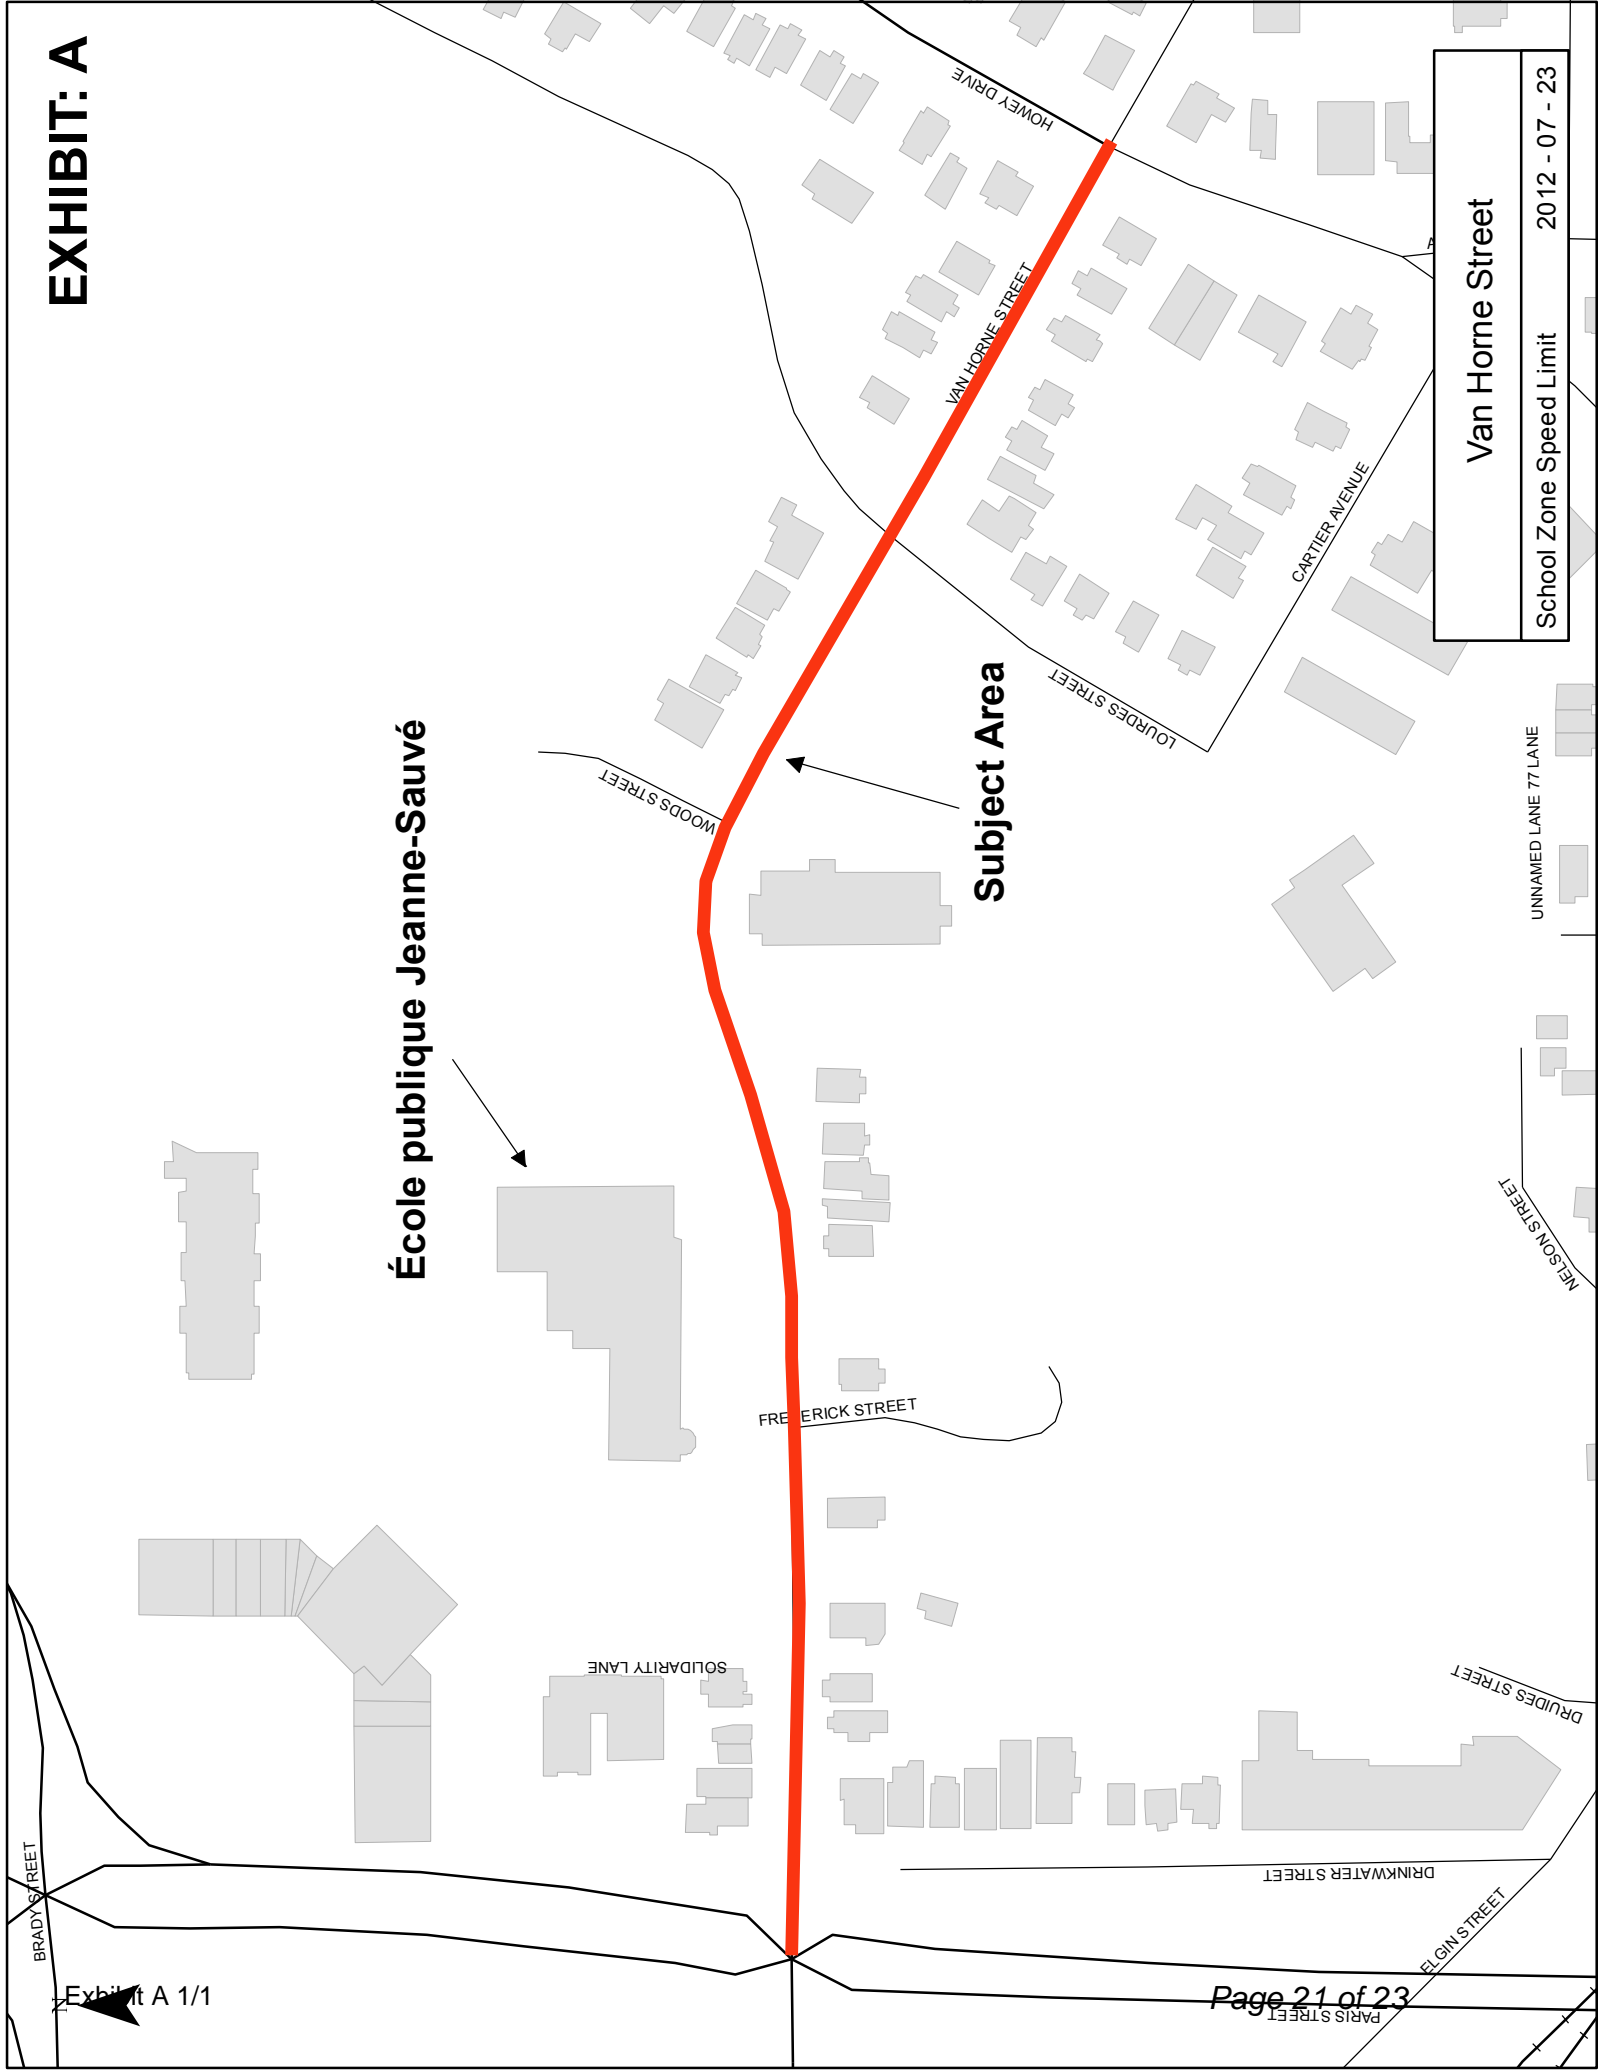 EXHIBIT: A
École publique Jeanne-Sauvé
Subject Area
BRADY STREET
SOLIDARITY LANE
FREDERICK STREET
WOODS STREET
VAN HORNE STREET
HOWEY DRIVE
LOURDES STREET
CARTIER AVENUE
UNNAMED LANE 77 LANE
NELSON STREET
DRUIDES STREET
DRINKWATER STREET
ELGIN STREET
PARIS STREET
A
Van Horne Street
School Zone Speed Limit 2012 - 07 - 23
N
Exhibit A 1/1
Page 21 of 23